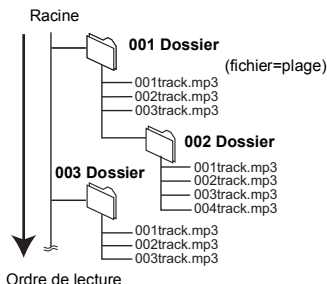 Racine
001 Dossier
(fichier=plage)
001track.mp3
002track.mp3
003track.mp3
002 Dossier
001track.mp3
002track.mp3
003track.mp3
004track.mp3
003 Dossier
001track.mp3
002track.mp3
003track.mp3
Ordre de lecture